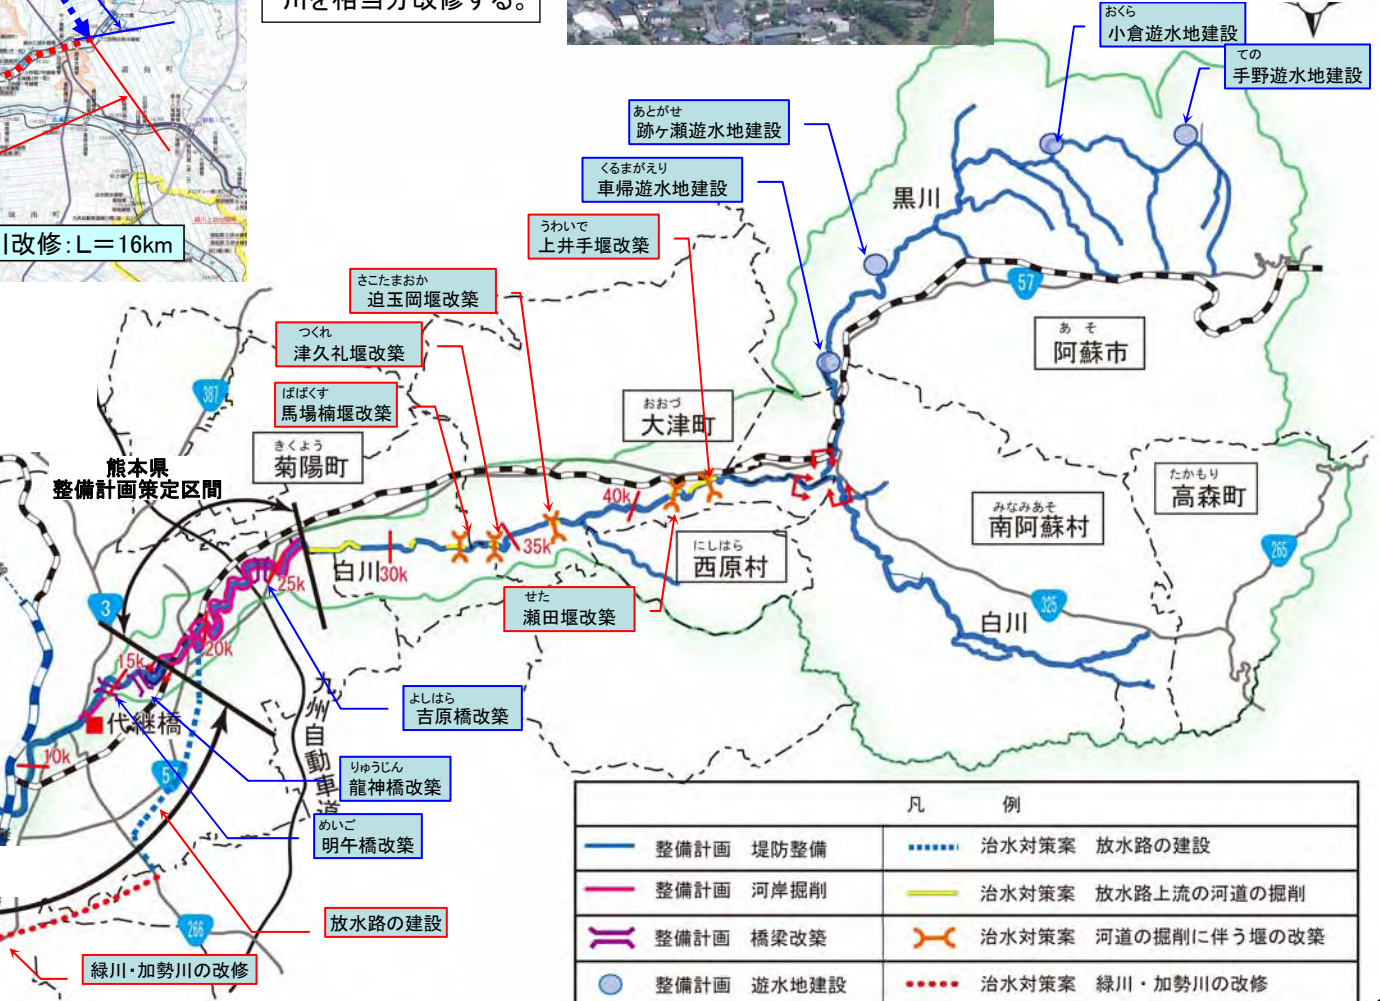 川を相当分改修する。
嘉島町
城南町
川改修：L＝16km
おぐら
小倉遊水地建設
ての
手野遊水地建設
あとがせ
跡ヶ瀬遊水地建設
くるまがえり
車帰遊水地建設
黒川
うわいで
上井手堰改築
さこたまおか
迫玉岡堰改築
57
つくれ
津久礼堰改築
あ そ
阿蘇市
387
ばばくす
馬場楠堰改築
おおづ
大津町
きくよう
菊陽町
熊本県
整備計画策定区間
たかもり
高森町
40k
みなみあそ
南阿蘇村
35k
にしはら
西原村
265
白川
30k
25k
せた
瀬田堰改築
3
325
白川
20k
15k
よしはら
吉原橋改築
代継橋
九州自動車道
10k
57
りゅうじん
龍神橋改築
めいご
明午橋改築
放水路の建設
266
緑川・加勢川の改修
凡 例
整備計画 堤防整備
治水対策案 放水路の建設
整備計画 河岸掘削
治水対策案 放水路上流の河道の掘削
整備計画 橋梁改築
治水対策案 河道の掘削に伴う堰の改築
整備計画 遊水地建設
治水対策案 緑川・加勢川の改修